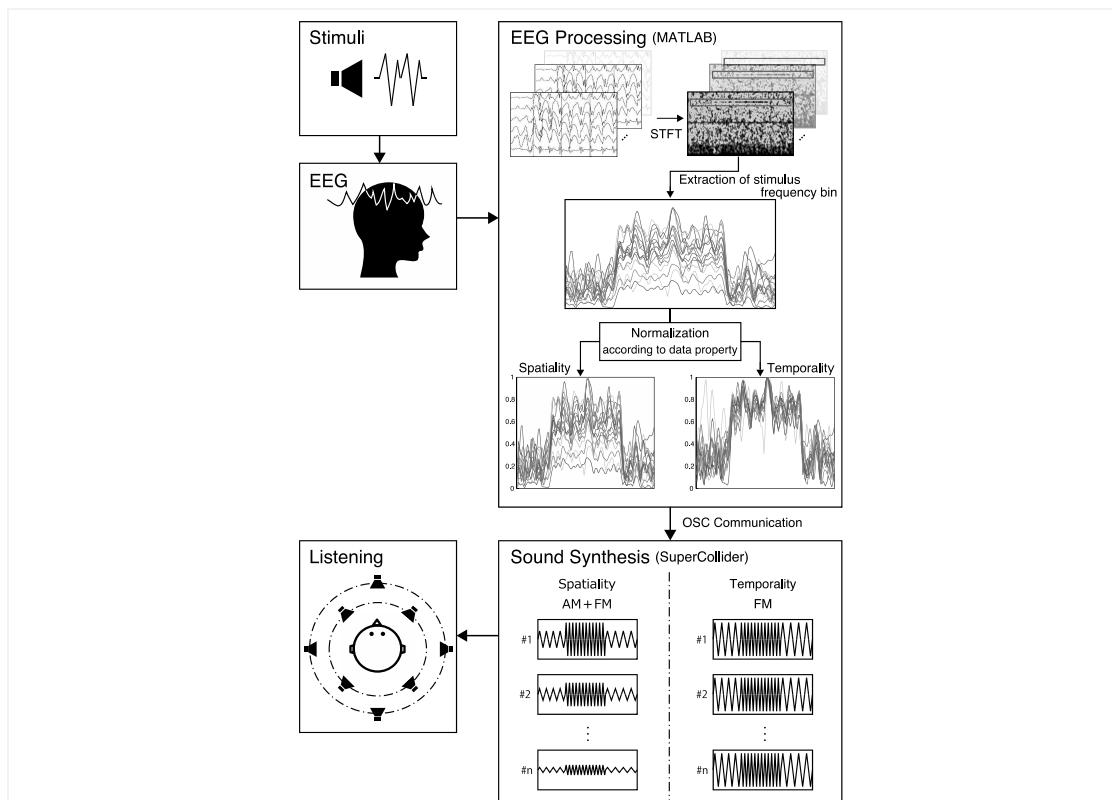 Stimuli
EEG
EEG Processing (MATLAB)
STFT
Extraction of stimulus
frequency bin
Normalization
according to data property
Spatiality
1
0.8
0.6
0.4
0.2
0
Temporality
1
0.8
0.6
0.4
0.2
0
OSC Communication
Sound Synthesis (SuperCollider)
Spatiality
AM + FM
#1
#2
#n
Temporality
FM
#1
#2
#n
Listening